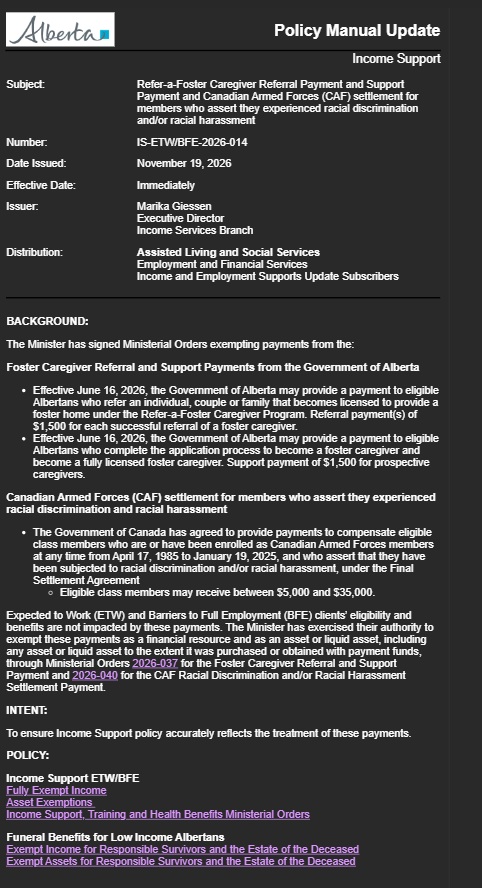 Alberta
Policy Manual Update
Income Support
Subject:
Refer-a-Foster Caregiver Referral Payment and Support
Payment and Canadian Armed Forces (CAF) settlement for
members who assert they experienced racial discrimination
and/or racial harassment
Number:
IS-ETW/BFE-2026-014
Date Issued:
November 19, 2026
Effective Date:
Immediately
Issuer:
Marika Giessen
Executive Director
Income Services Branch
Distribution:
Assisted Living and Social Services
Employment and Financial Services
Income and Employment Supports Update Subscribers
BACKGROUND:
The Minister has signed Ministerial Orders exempting payments from the:
Foster Caregiver Referral and Support Payments from the Government of Alberta
• Effective June 16, 2026, the Government of Alberta may provide a payment to eligible
Albertans who refer an individual, couple or family that becomes licensed to provide a
foster home under the Refer-a-Foster Caregiver Program. Referral payment(s) of
$1,500 for each successful referral of a foster caregiver.
• Effective June 16, 2026, the Government of Alberta may provide a payment to eligible
Albertans who complete the application process to become a foster caregiver and
become a fully licensed foster caregiver. Support payment of $1,500 for prospective
caregivers.
Canadian Armed Forces (CAF) settlement for members who assert they experienced
racial discrimination and racial harassment
• The Government of Canada has agreed to provide payments to compensate eligible
class members who are or have been enrolled as Canadian Armed Forces members
at any time from April 17, 1985 to January 19, 2025, and who assert that they have
been subjected to racial discrimination and/or racial harassment, under the Final
Settlement Agreement
○ Eligible class members may receive between $5,000 and $35,000.
Expected to Work (ETW) and Barriers to Full Employment (BFE) clients' eligibility and
benefits are not impacted by these payments. The Minister has exercised their authority to
exempt these payments as a financial resource and as an asset or liquid asset, including
any asset or liquid asset to the extent it was purchased or obtained with payment funds,
through Ministerial Orders 2026-037 for the Foster Caregiver Referral and Support
Payment and 2026-040 for the CAF Racial Discrimination and/or Racial Harassment
Settlement Payment.
INTENT:
To ensure Income Support policy accurately reflects the treatment of these payments.
POLICY:
Income Support ETW/BFE
Fully Exempt Income
Asset Exemptions
Income Support, Training and Health Benefits Ministerial Orders
Funeral Benefits for Low Income Albertans
Exempt Income for Responsible Survivors and the Estate of the Deceased
Exempt Assets for Responsible Survivors and the Estate of the Deceased